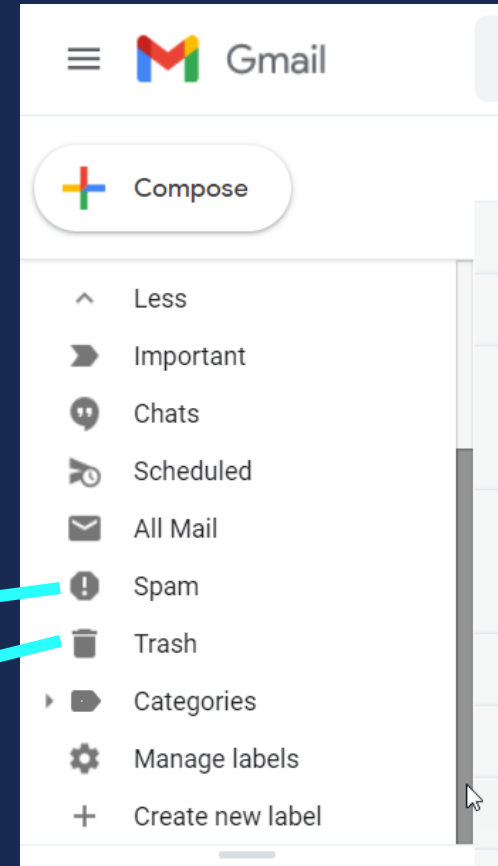 Gmail
Compose
Less
Important
Chats
Scheduled
All Mail
Spam
Trash
Categories
Manage labels
Create new label